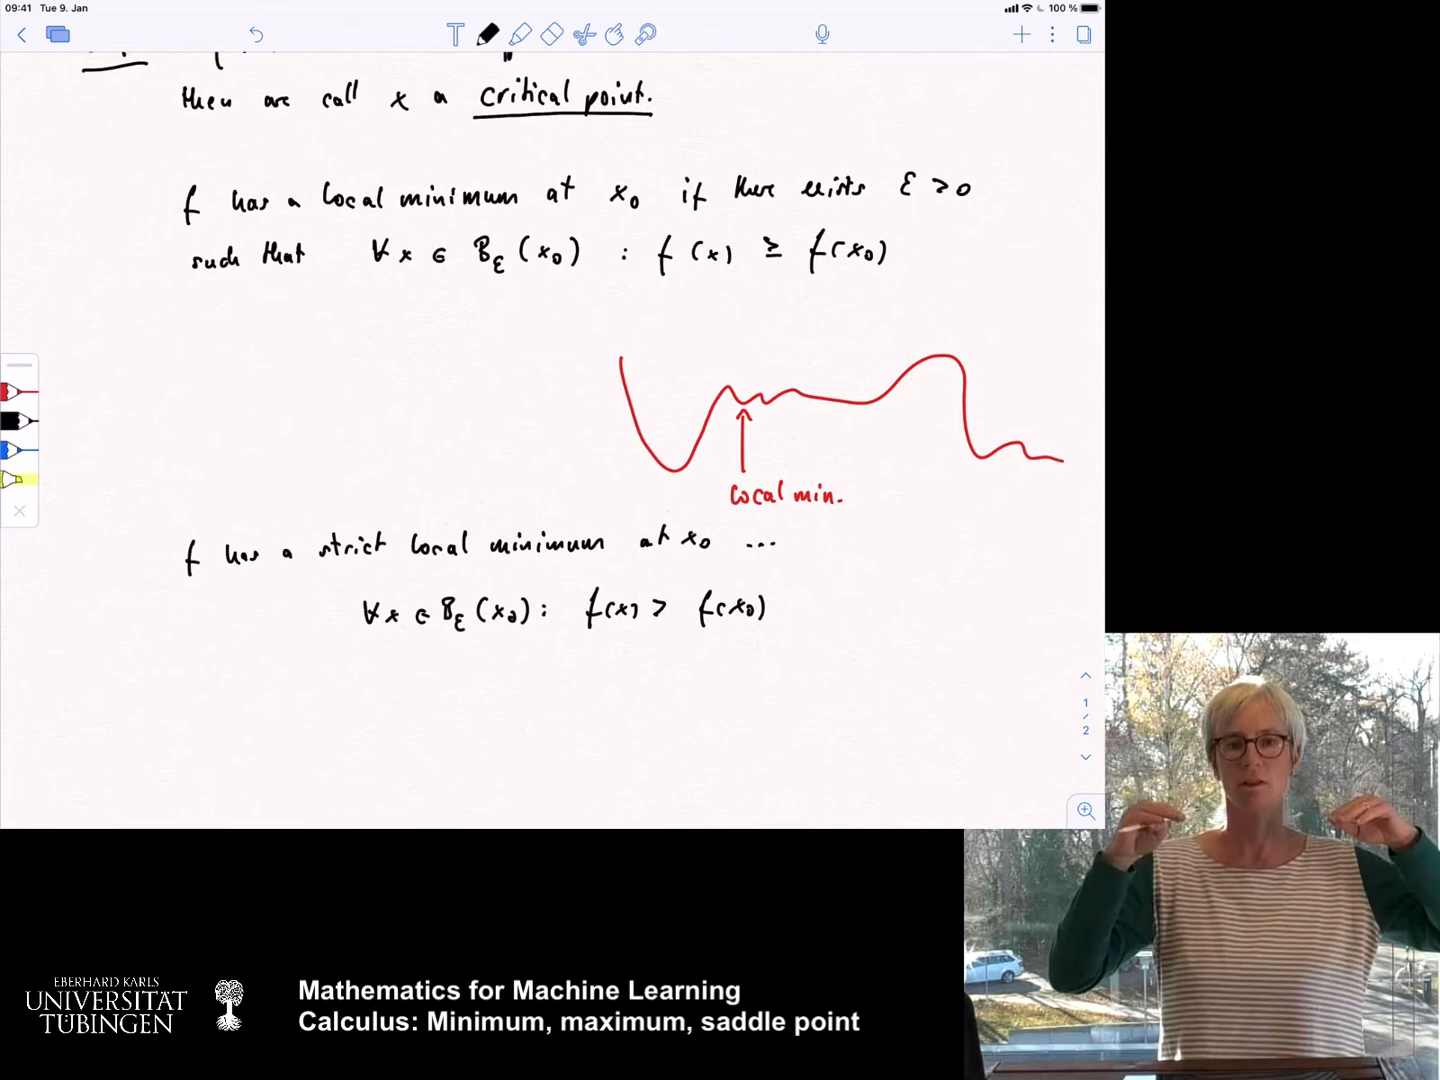 09:41 Tue 9. Jan
100 %
then we call x a critical point.
f has a local minimum at x₀ if there exists ε > 0
such that ∀ x ∈ B_ε (x₀) : f (x) ≥ f(x₀)
local min.
f has a strict local minimum at x₀ ...
∀x ∈ B_ε (x₀) : f(x) > f(x₀)
1
/
2
EBERHARD KARLS
UNIVERSITÄT
TÜBINGEN
Mathematics for Machine Learning
Calculus: Minimum, maximum, saddle point